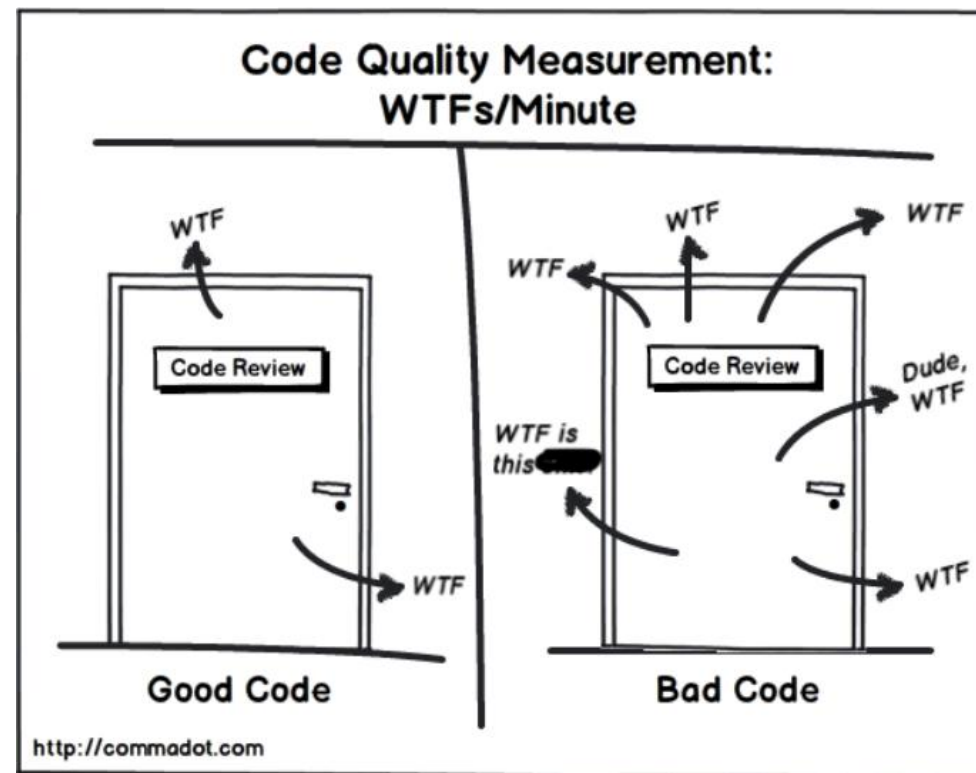 Code Quality Measurement:
WTFs/Minute
WTF
Code Review
WTF
Good Code
WTF
WTF
WTF
Code Review
Dude,
WTF
WTF is
this
WTF
Bad Code
http://commadot.com